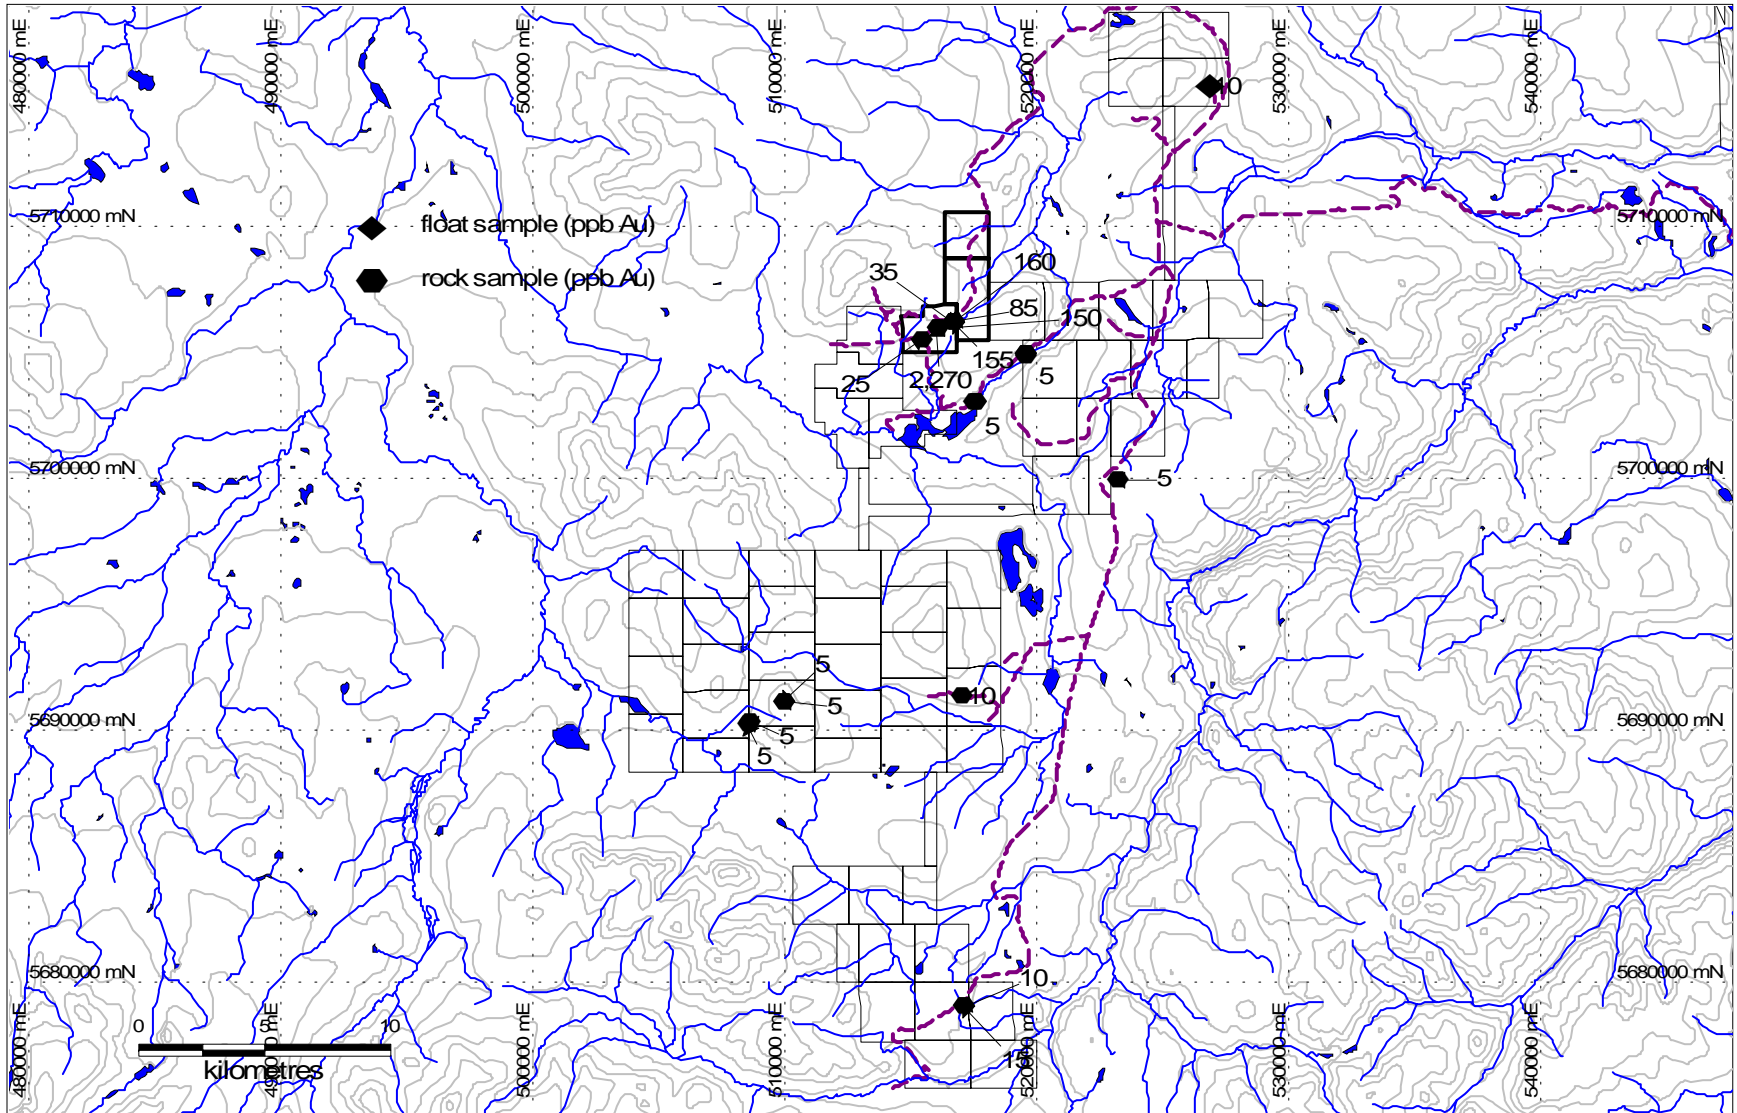 480000 mE
490000 mE
500000 mE
510000 mE
520000 mE
530000 mE
540000 mE
N
10
5710000 mN
5710000 mN
float sample (ppb Au)
rock sample (ppb Au)
35
160
85
150
155
25
2,270
5
5
5700000 mN
5700000 mN
5
5
5
10
5
5
5690000 mN
5690000 mN
5680000 mN
5680000 mN
10
15
0
5
10
kilometres
480000 mE
490000 mE
500000 mE
510000 mE
520000 mE
530000 mE
540000 mE